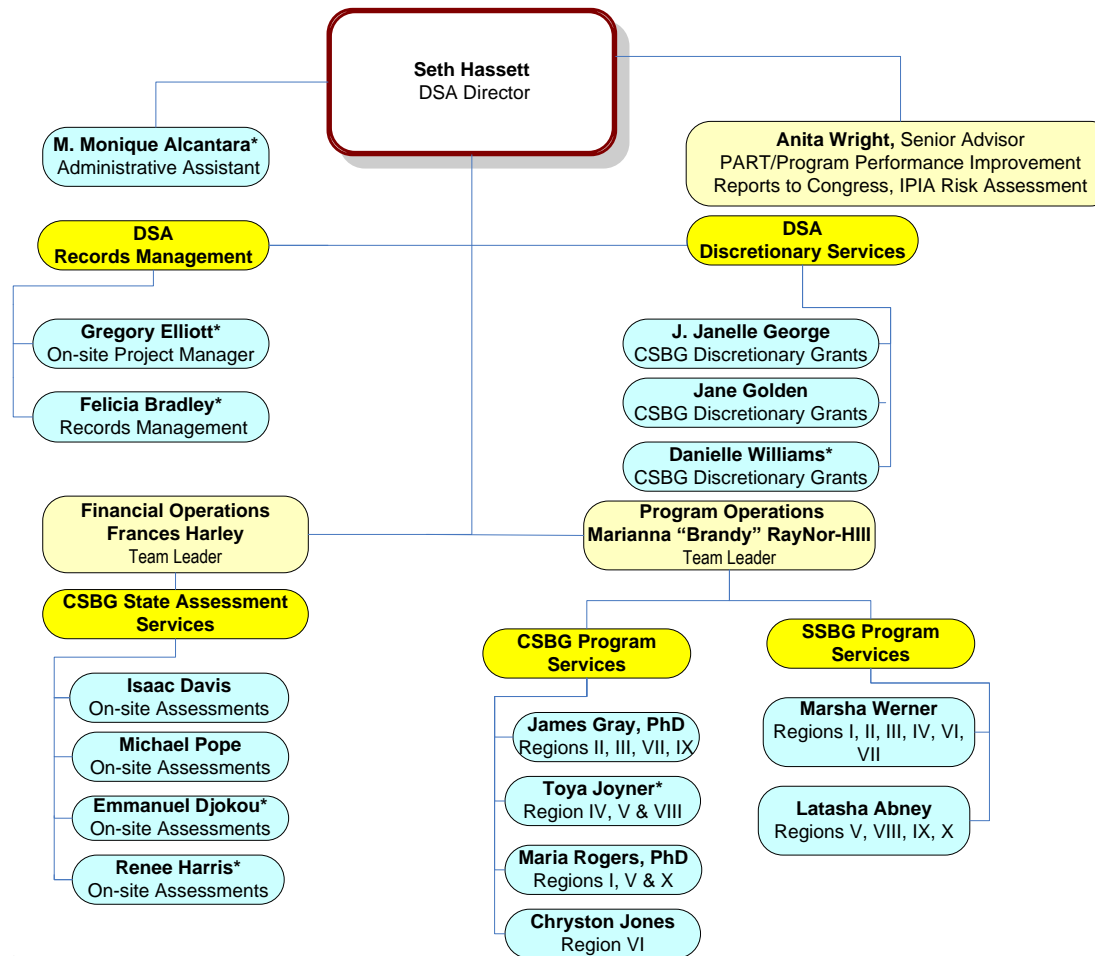 Seth Hassett
DSA Director
M. Monique Alcantara*
Administrative Assistant
Anita Wright, Senior Advisor
PART/Program Performance Improvement
Reports to Congress, IPIA Risk Assessment
DSA
Records Management
DSA
Discretionary Services
Gregory Elliott*
On-site Project Manager
Felicia Bradley*
Records Management
J. Janelle George
CSBG Discretionary Grants
Jane Golden
CSBG Discretionary Grants
Danielle Williams*
CSBG Discretionary Grants
Financial Operations
Frances Harley
Team Leader
Program Operations
Marianna “Brandy” RayNor-HIll
Team Leader
CSBG State Assessment
Services
Isaac Davis
On-site Assessments
Michael Pope
On-site Assessments
Emmanuel Djokou*
On-site Assessments
Renee Harris*
On-site Assessments
CSBG Program
Services
James Gray, PhD
Regions II, III, VII, IX
Toya Joyner*
Region IV, V & VIII
Maria Rogers, PhD
Regions I, V & X
Chryston Jones
Region VI
SSBG Program
Services
Marsha Werner
Regions I, II, III, IV, VI,
VII
Latasha Abney
Regions V, VIII, IX, X